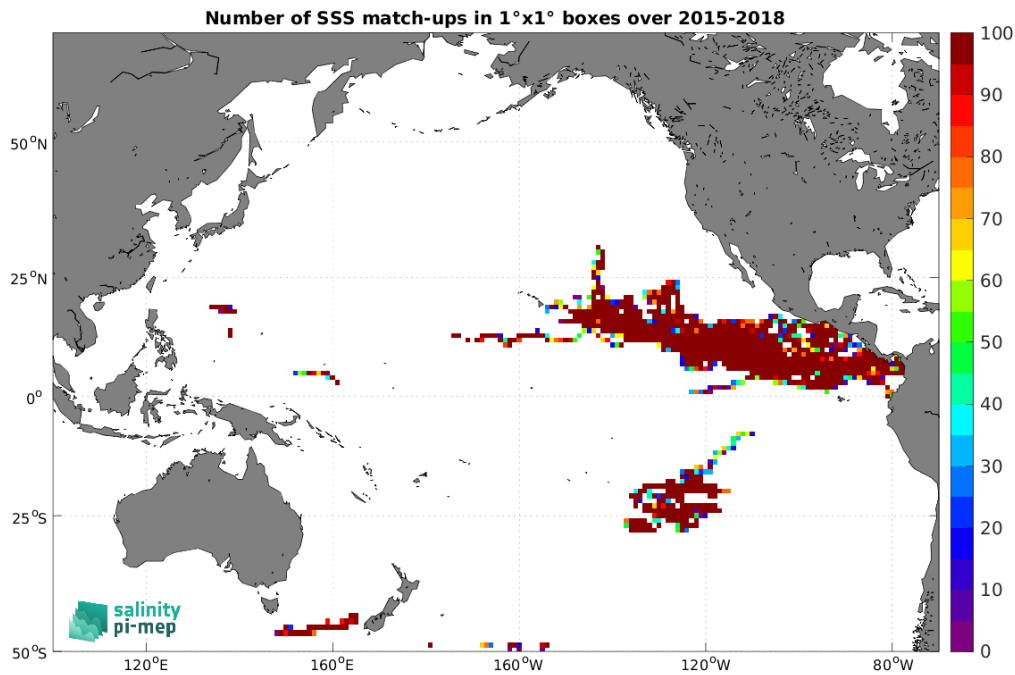 Number of SSS match-ups in 1°x1° boxes over 2015-2018
50°N
25°N
0°
25°S
50°S
120°E
160°E
160°W
120°W
80°W
100
90
80
70
60
50
40
30
20
10
0
salinity
pi-mep